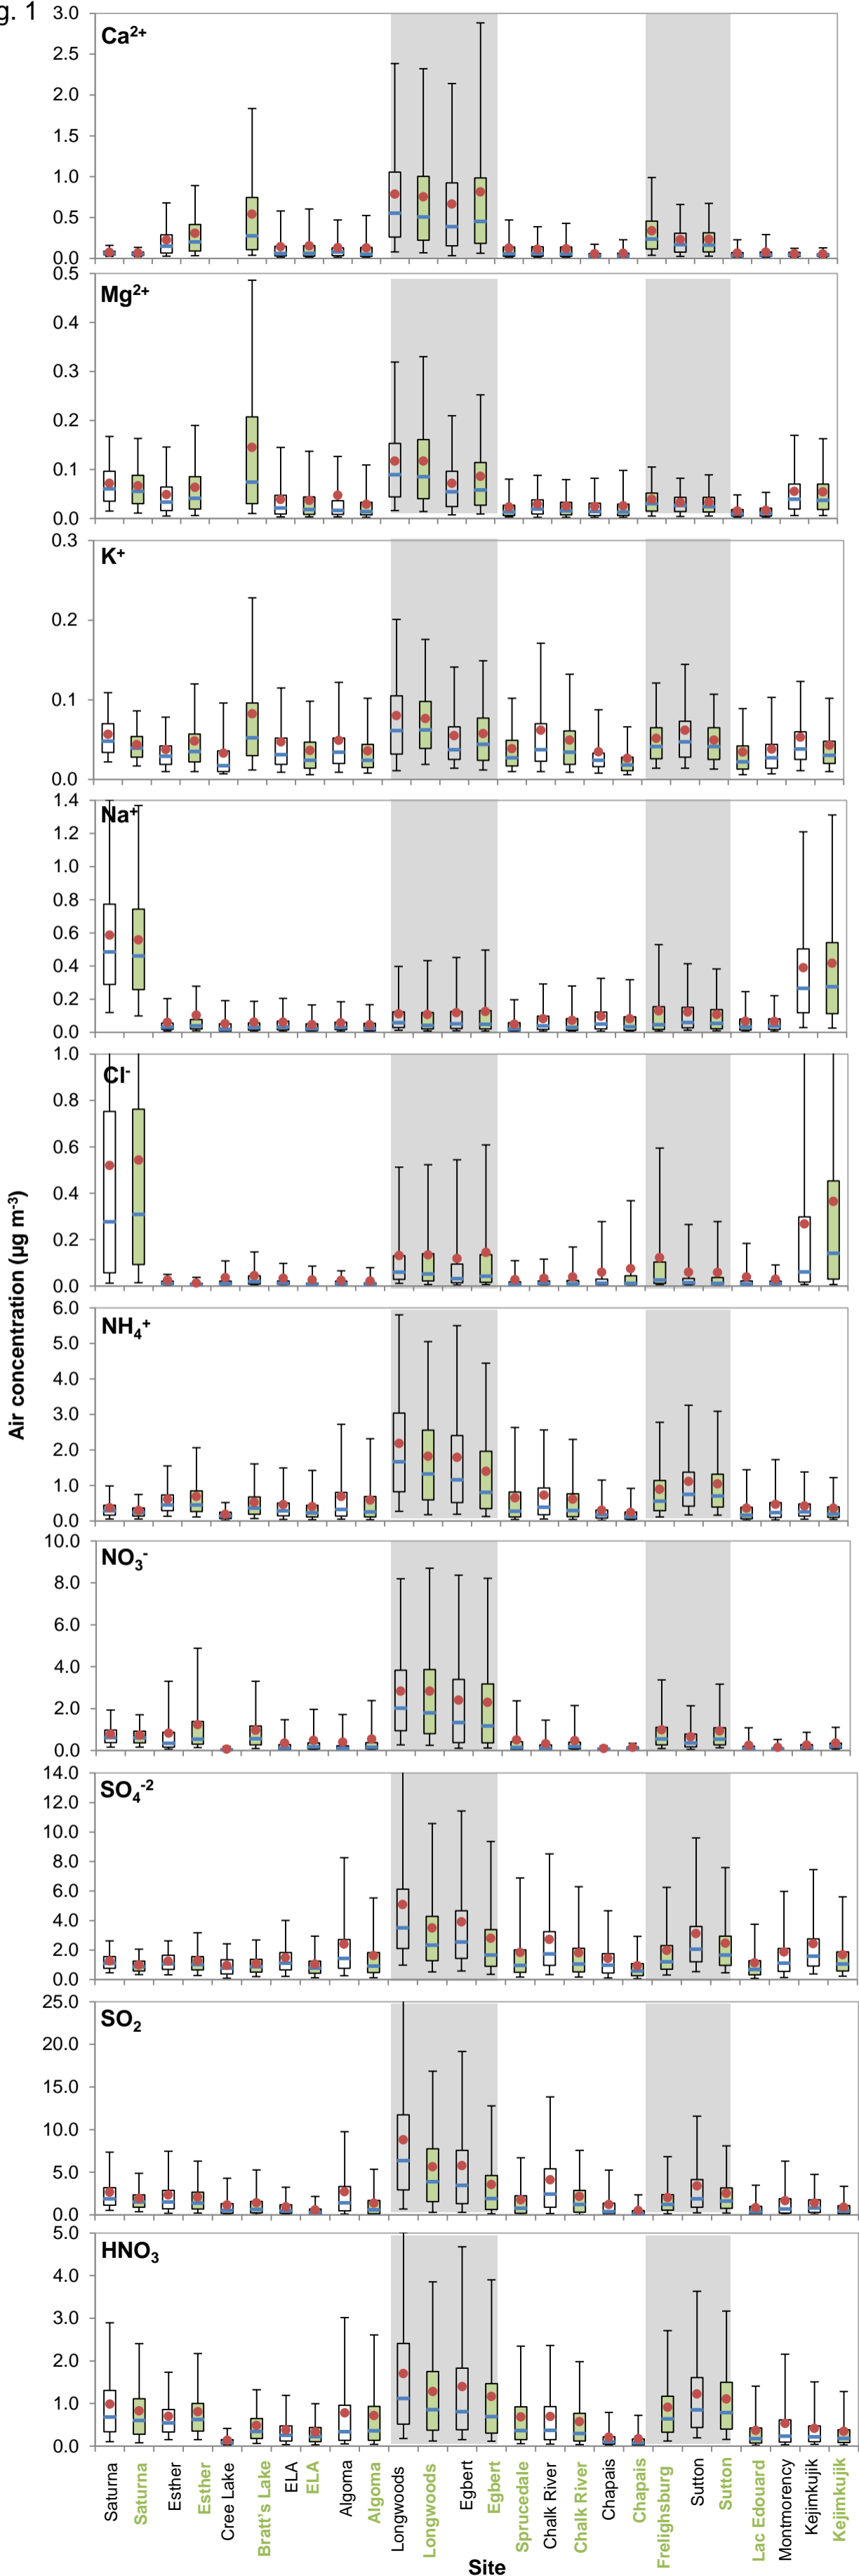 g. 1
Ca²⁺
3.0
2.5
2.0
1.5
1.0
0.5
0.0
Mg²⁺
0.5
0.4
0.3
0.2
0.1
0.0
K⁺
0.3
0.2
0.1
0.0
Na⁺
1.4
1.2
1.0
0.8
0.6
0.4
0.2
0.0
Cl⁻
1.0
0.8
0.6
0.4
0.2
0.0
NH₄⁺
6.0
5.0
4.0
3.0
2.0
1.0
0.0
NO₃⁻
10.0
8.0
6.0
4.0
2.0
0.0
SO₄⁻²
14.0
12.0
10.0
8.0
6.0
4.0
2.0
0.0
SO₂
25.0
20.0
15.0
10.0
5.0
0.0
HNO₃
5.0
4.0
3.0
2.0
1.0
0.0
Air concentration (µg m⁻³)
Saturna
Saturna
Esther
Esther
Cree Lake
Bratt's Lake
ELA
ELA
Algoma
Algoma
Longwoods
Longwoods
Egbert
Egbert
Sprucedale
Chalk River
Chalk River
Chapais
Chapais
Frelighsburg
Sutton
Sutton
Lac Edouard
Montmorency
Kejimkujik
Kejimkujik
Site